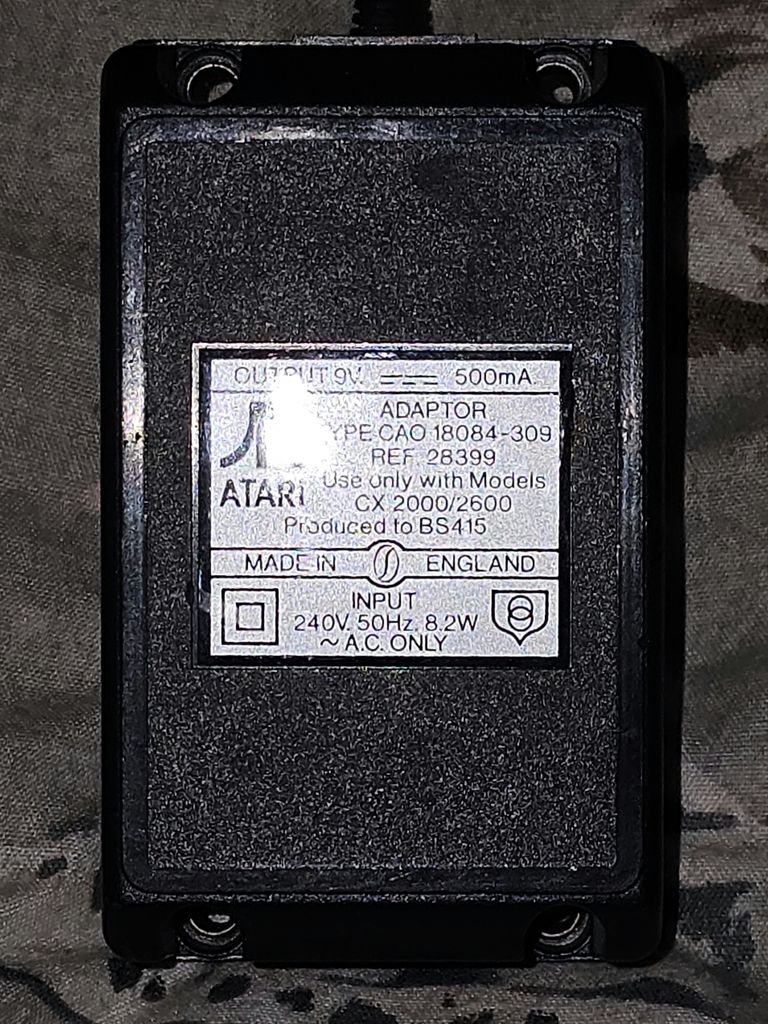 OUTPUT 9V. ⎓ 500mA.
ADAPTOR
TYPE CAO 18084-309
REF 28399
ATARI
Use only with Models
CX 2000/2600
Produced to BS415
MADE IN ENGLAND
INPUT
240V. 50Hz. 8.2W
~ A.C. ONLY